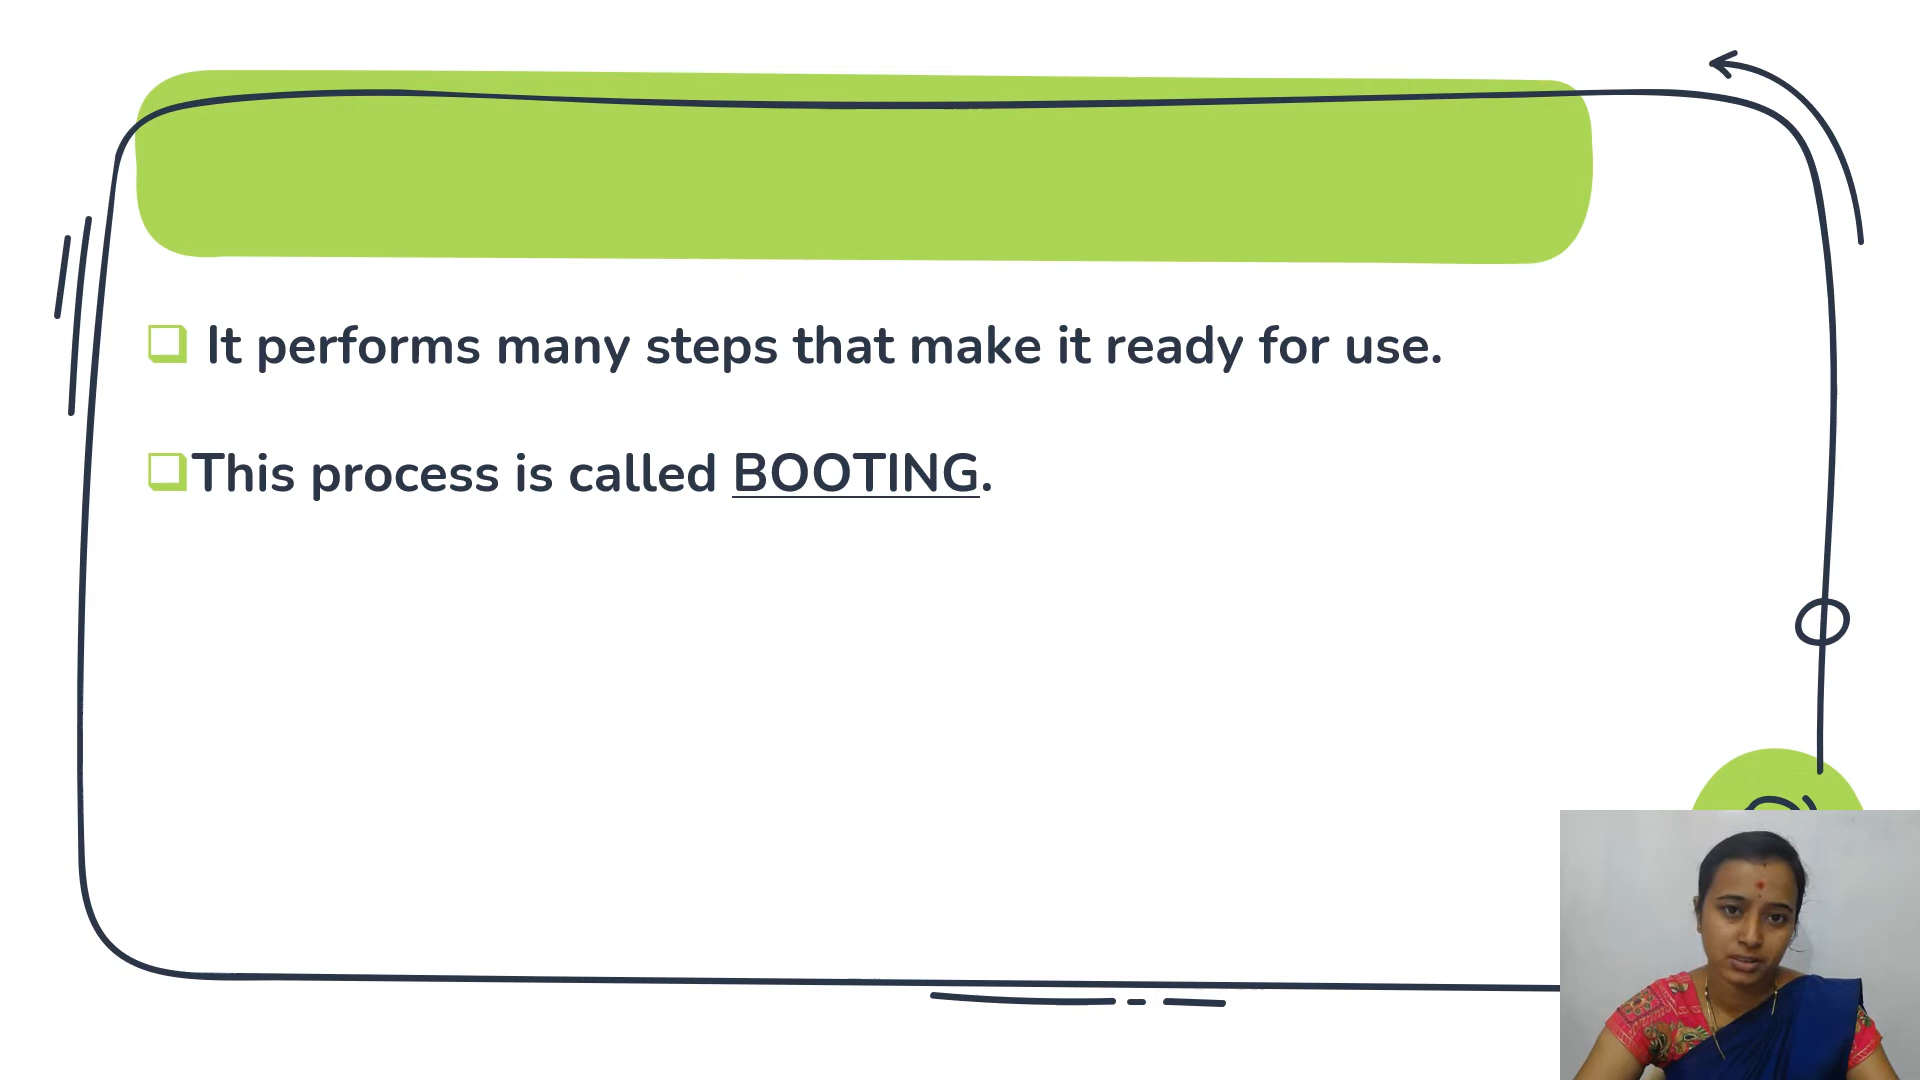 It performs many steps that make it ready for use.
This process is called BOOTING.